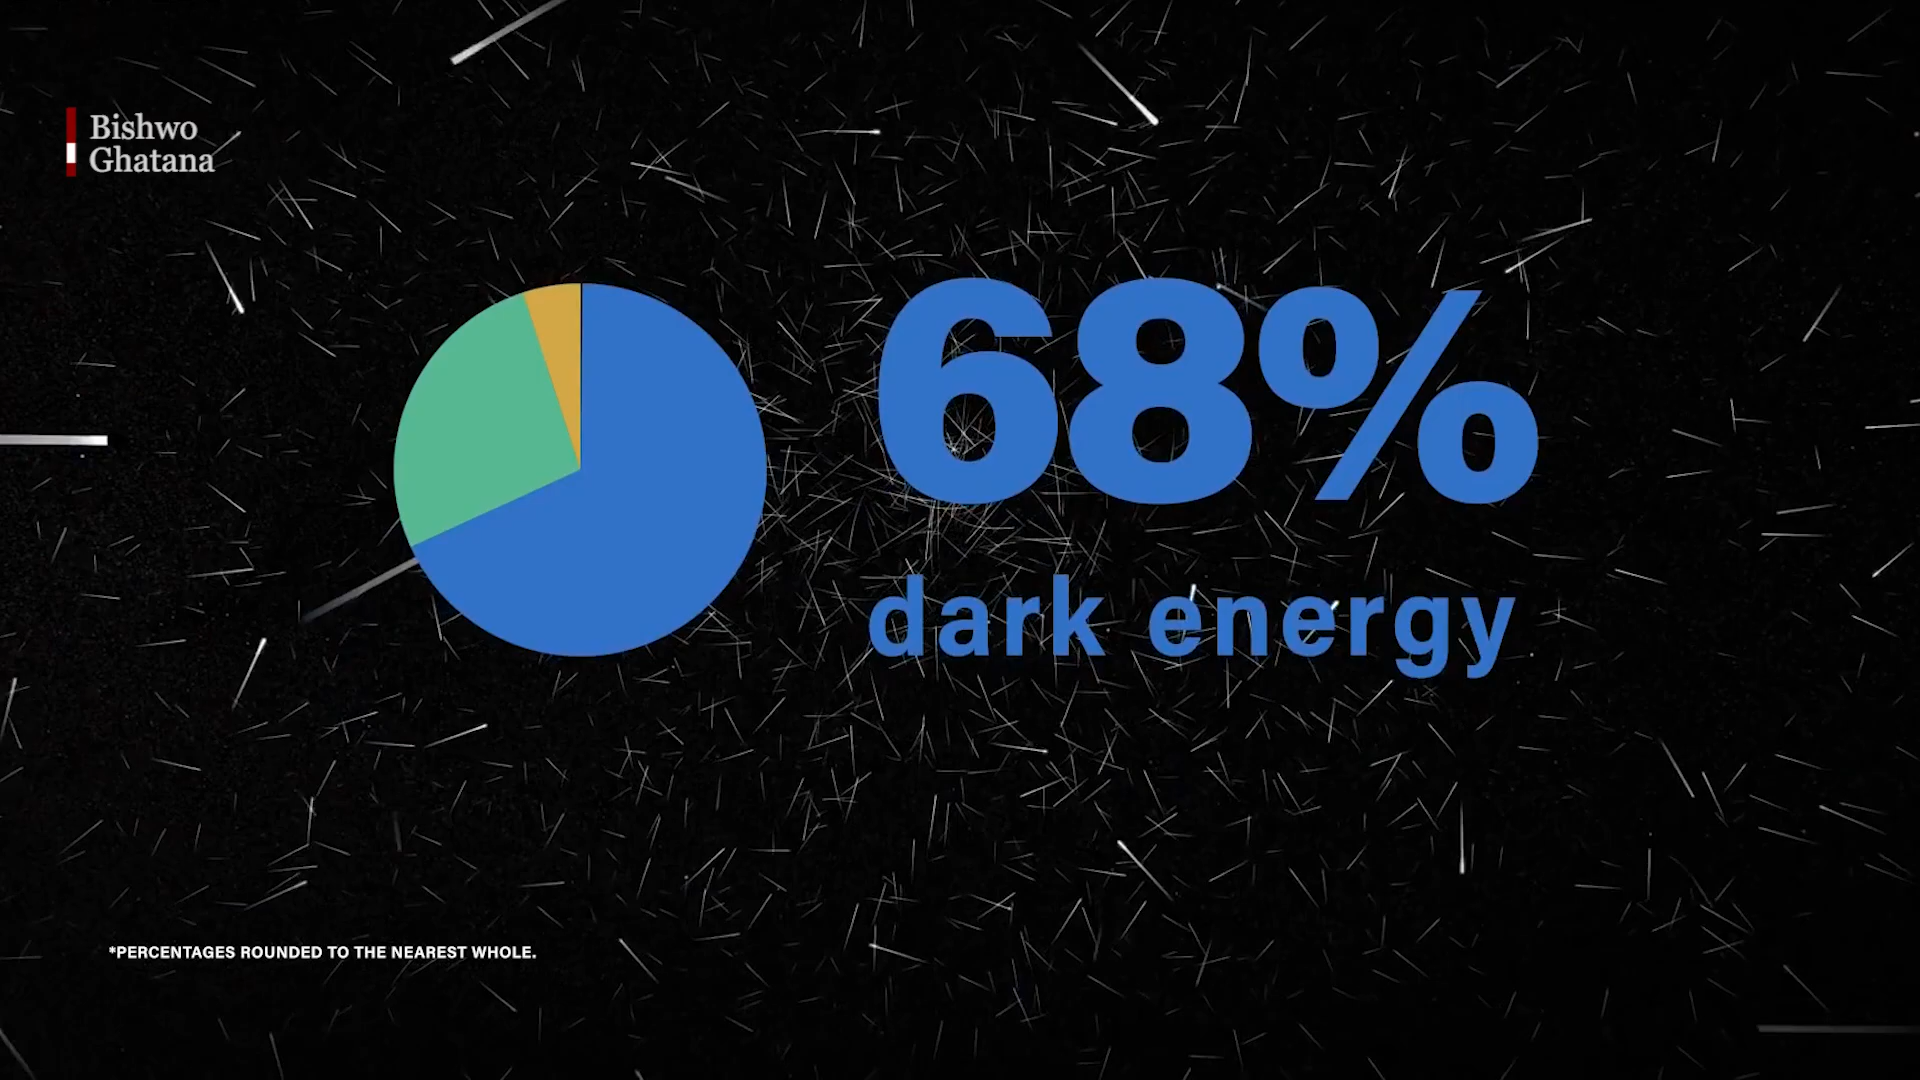 Bishwo
Ghatana
68%
dark energy
*PERCENTAGES ROUNDED TO THE NEAREST WHOLE.